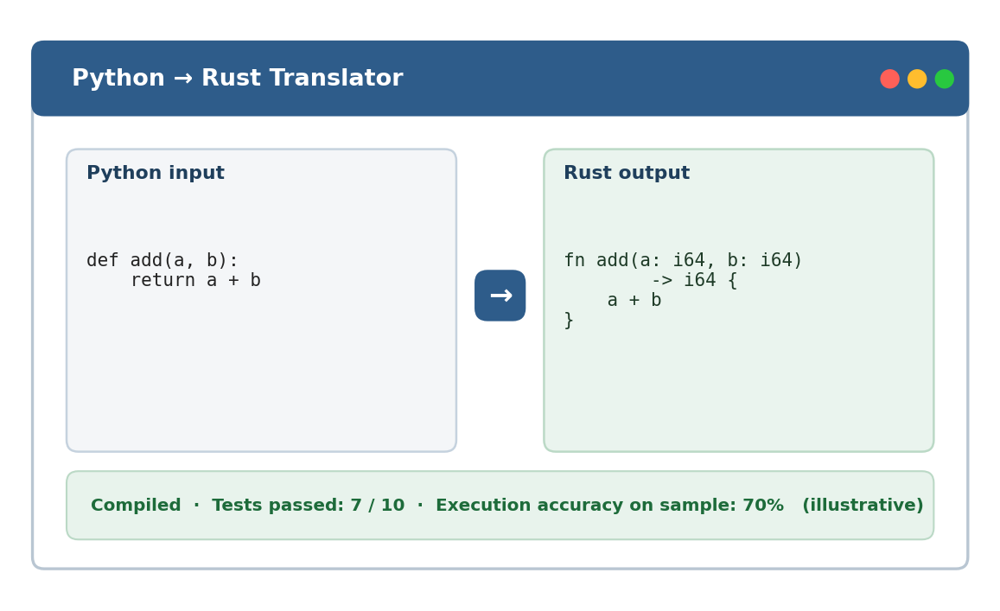 Python → Rust Translator
Python input
def add(a, b):
    return a + b
→
Rust output
fn add(a: i64, b: i64)
        -> i64 {
    a + b
}
Compiled · Tests passed: 7 / 10 · Execution accuracy on sample: 70% (illustrative)